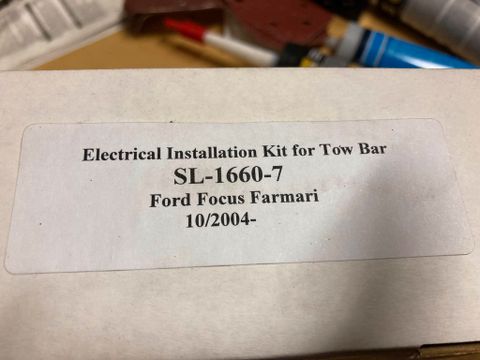 Electrical Installation Kit for Tow Bar
SL-1660-7
Ford Focus Farmari
10/2004-